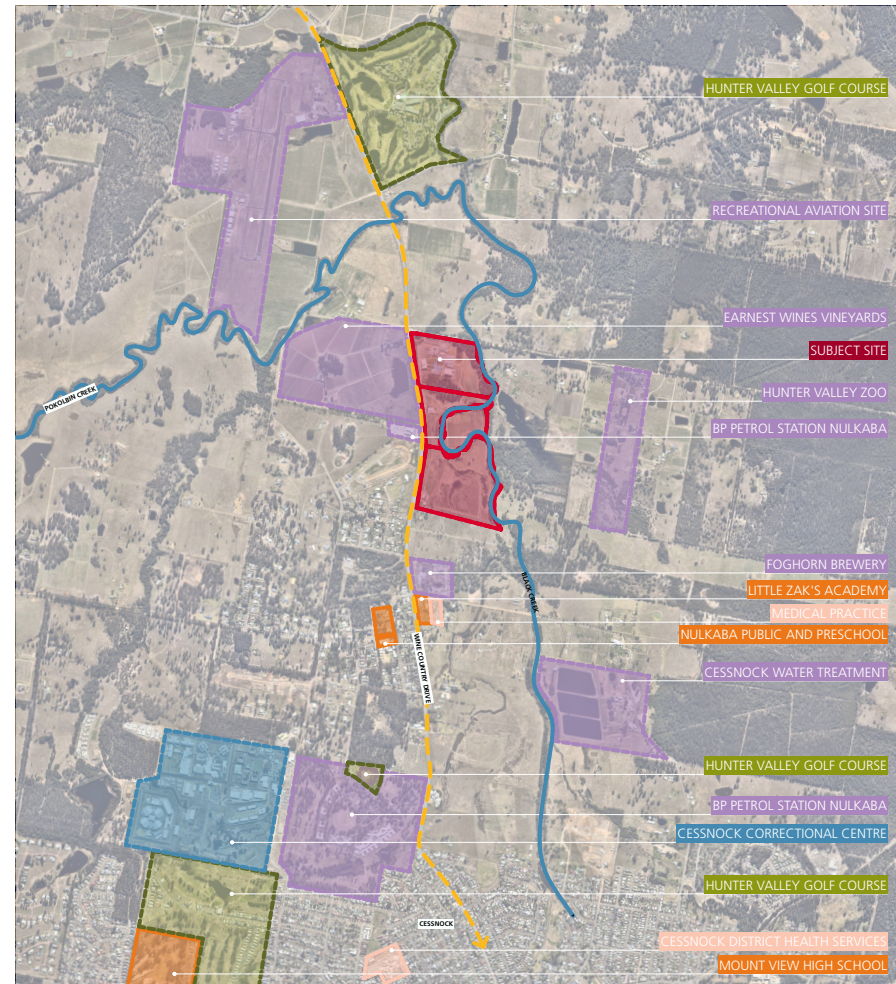 HUNTER VALLEY GOLF COURSE
RECREATIONAL AVIATION SITE
EARNEST WINES VINEYARDS
SUBJECT SITE
HUNTER VALLEY ZOO
POKOLBIN CREEK
BP PETROL STATION NULKABA
FOGHORN BREWERY
BLACK CREEK
LITTLE ZAK'S ACADEMY
MEDICAL PRACTICE
NULKABA PUBLIC AND PRESCHOOL
WINE COUNTRY DRIVE
CESSNOCK WATER TREATMENT
HUNTER VALLEY GOLF COURSE
BP PETROL STATION NULKABA
CESSNOCK CORRECTIONAL CENTRE
HUNTER VALLEY GOLF COURSE
CESSNOCK
CESSNOCK DISTRICT HEALTH SERVICES
MOUNT VIEW HIGH SCHOOL